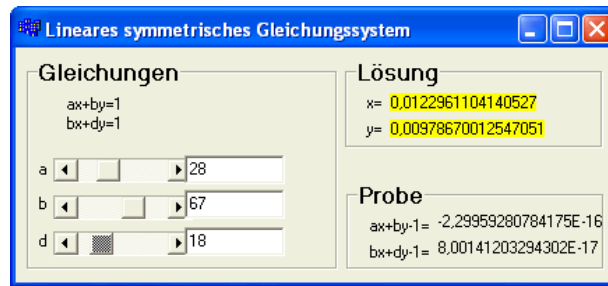 Lineares symmetrisches Gleichungssystem
Gleichungen
ax+by=1
bx+dy=1
a 28
b 67
d 18
Lösung
x= 0,0122961104140527
y= 0,00978670012547051
Probe
ax+by-1= -2,29959280784175E-16
bx+dy-1= 8,00141203294302E-17